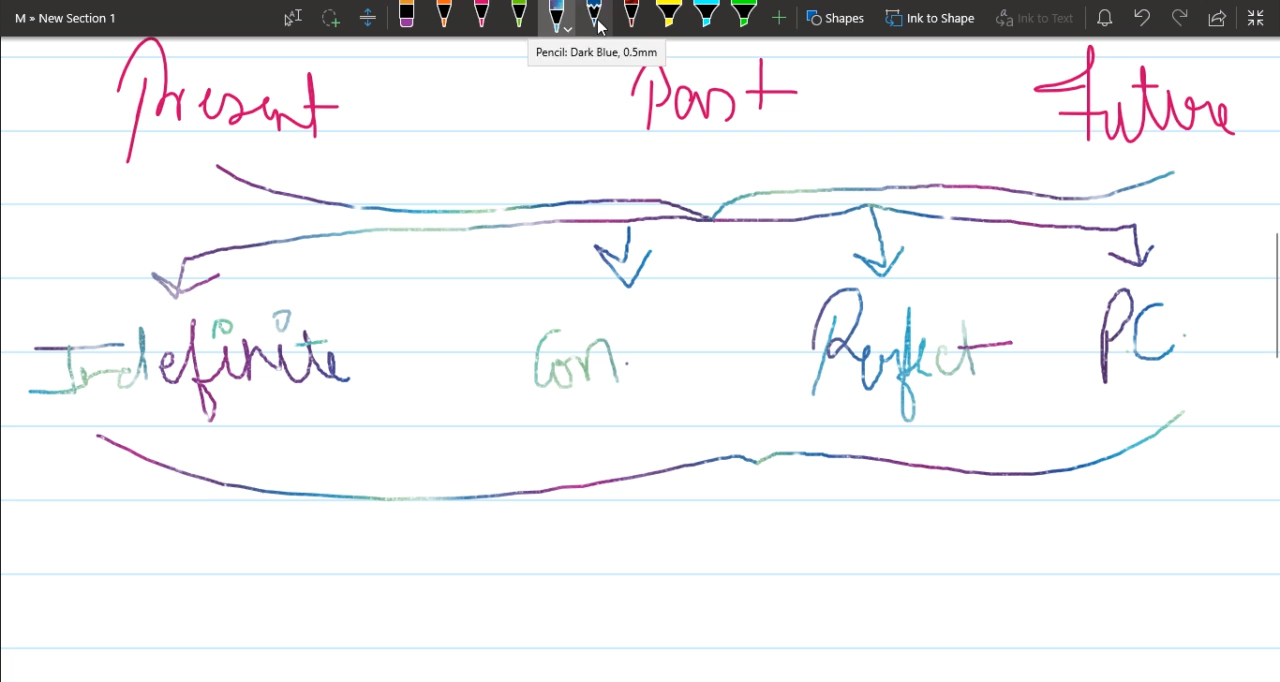 M » New Section 1 Shapes Ink to Shape Ink to Text
Pencil: Dark Blue, 0.5mm
Present Past Future
Indefinite Con. Perfect P.C.